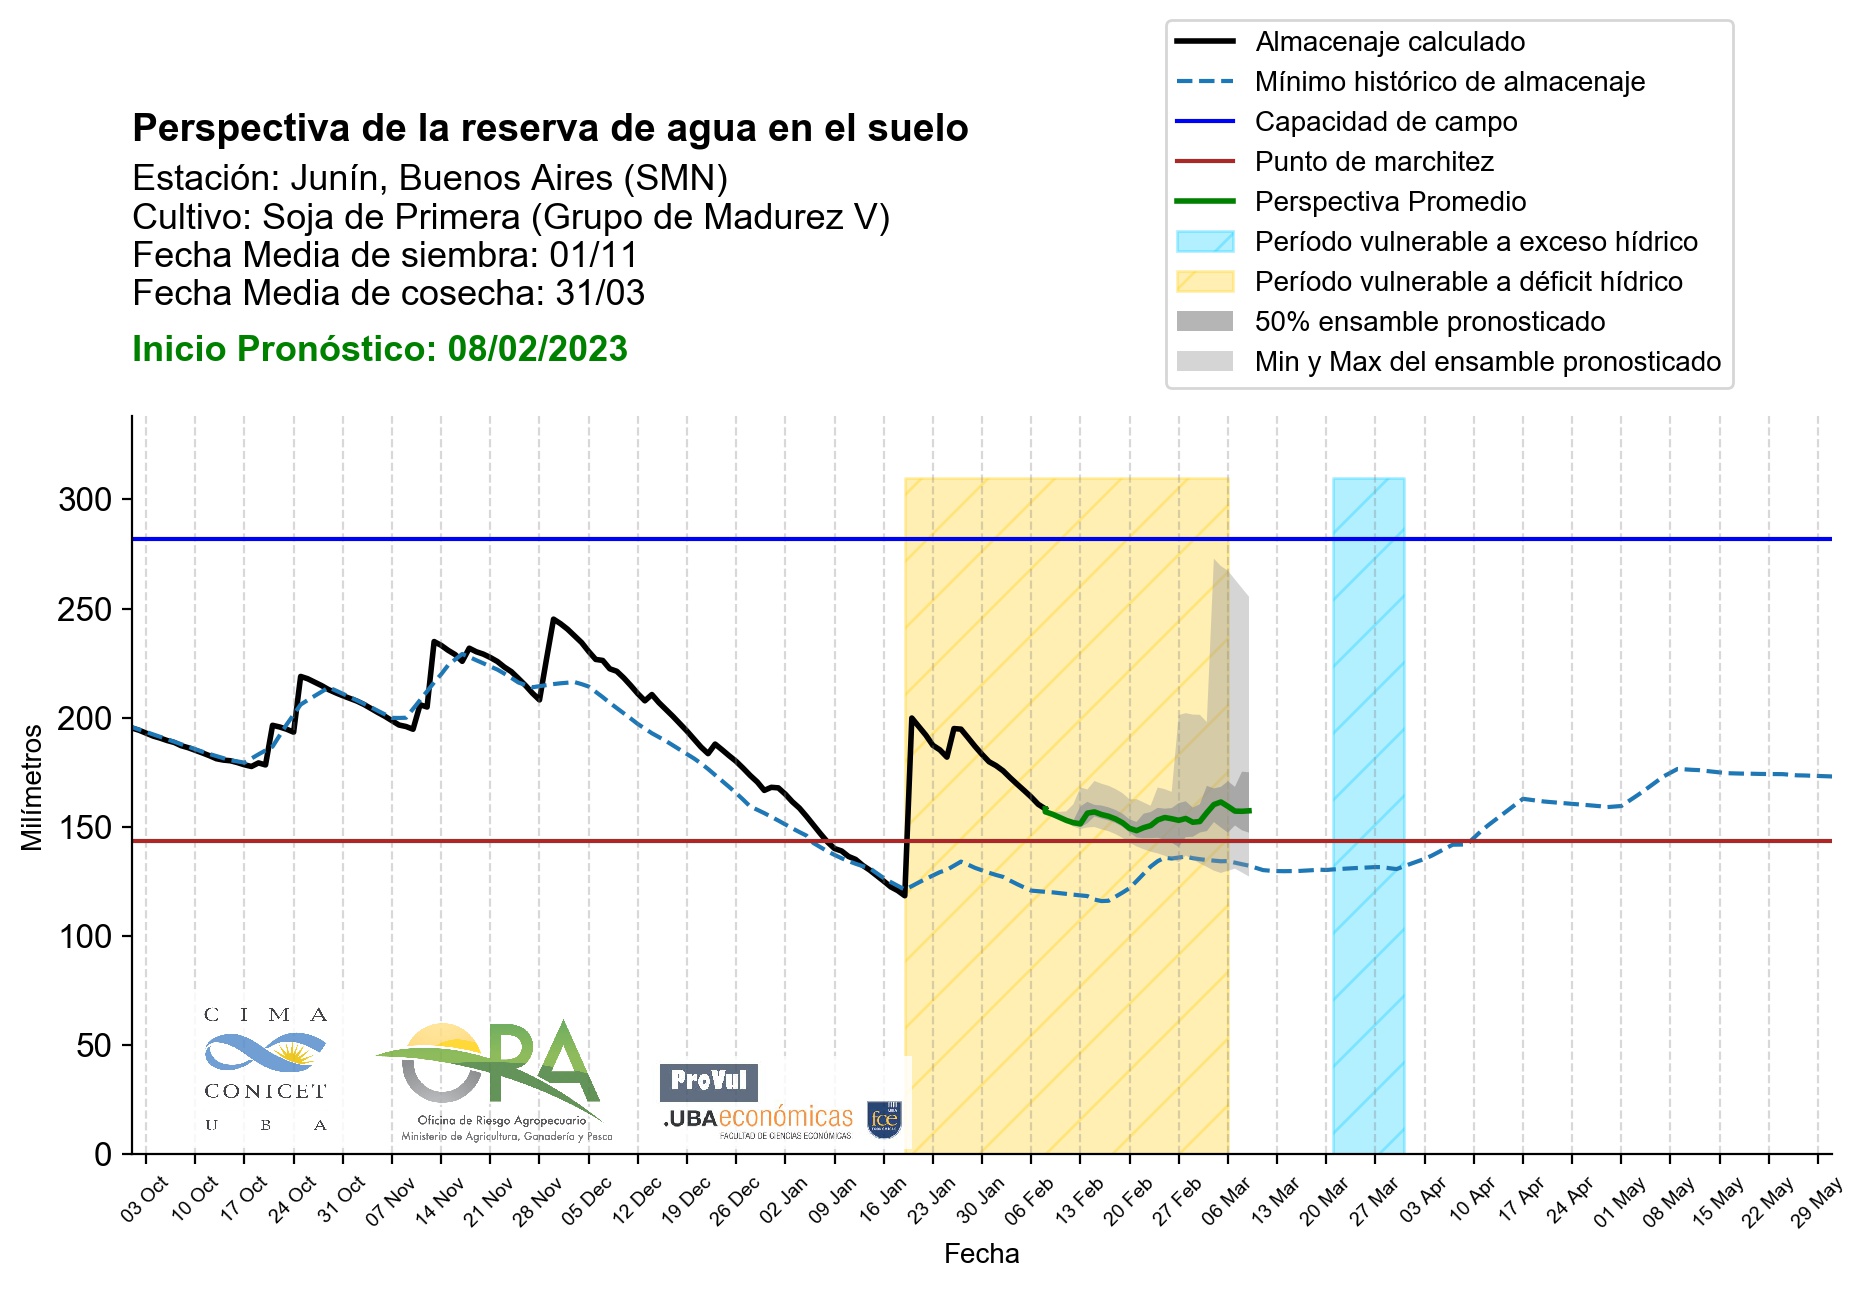 Almacenaje calculado
Mínimo histórico de almacenaje
Capacidad de campo
Punto de marchitez
Perspectiva Promedio
Período vulnerable a exceso hídrico
Período vulnerable a déficit hídrico
50% ensamble pronosticado
Min y Max del ensamble pronosticado
Perspectiva de la reserva de agua en el suelo
Estación: Junín, Buenos Aires (SMN)
Cultivo: Soja de Primera (Grupo de Madurez V)
Fecha Media de siembra: 01/11
Fecha Media de cosecha: 31/03
Inicio Pronóstico: 08/02/2023
Milímetros
300
250
200
150
100
50
0
CIMA
CONICET
UBA
ORA
Oficina de Riesgo Agropecuario
Ministerio de Agricultura, Ganadería y Pesca
ProVul
.UBAeconómicas
FACULTAD DE CIENCIAS ECONÓMICAS
fce
03 Oct
10 Oct
17 Oct
24 Oct
31 Oct
07 Nov
14 Nov
21 Nov
28 Nov
05 Dec
12 Dec
19 Dec
26 Dec
02 Jan
09 Jan
16 Jan
23 Jan
30 Jan
06 Feb
13 Feb
20 Feb
27 Feb
06 Mar
13 Mar
20 Mar
27 Mar
03 Apr
10 Apr
17 Apr
24 Apr
01 May
08 May
15 May
22 May
29 May
Fecha